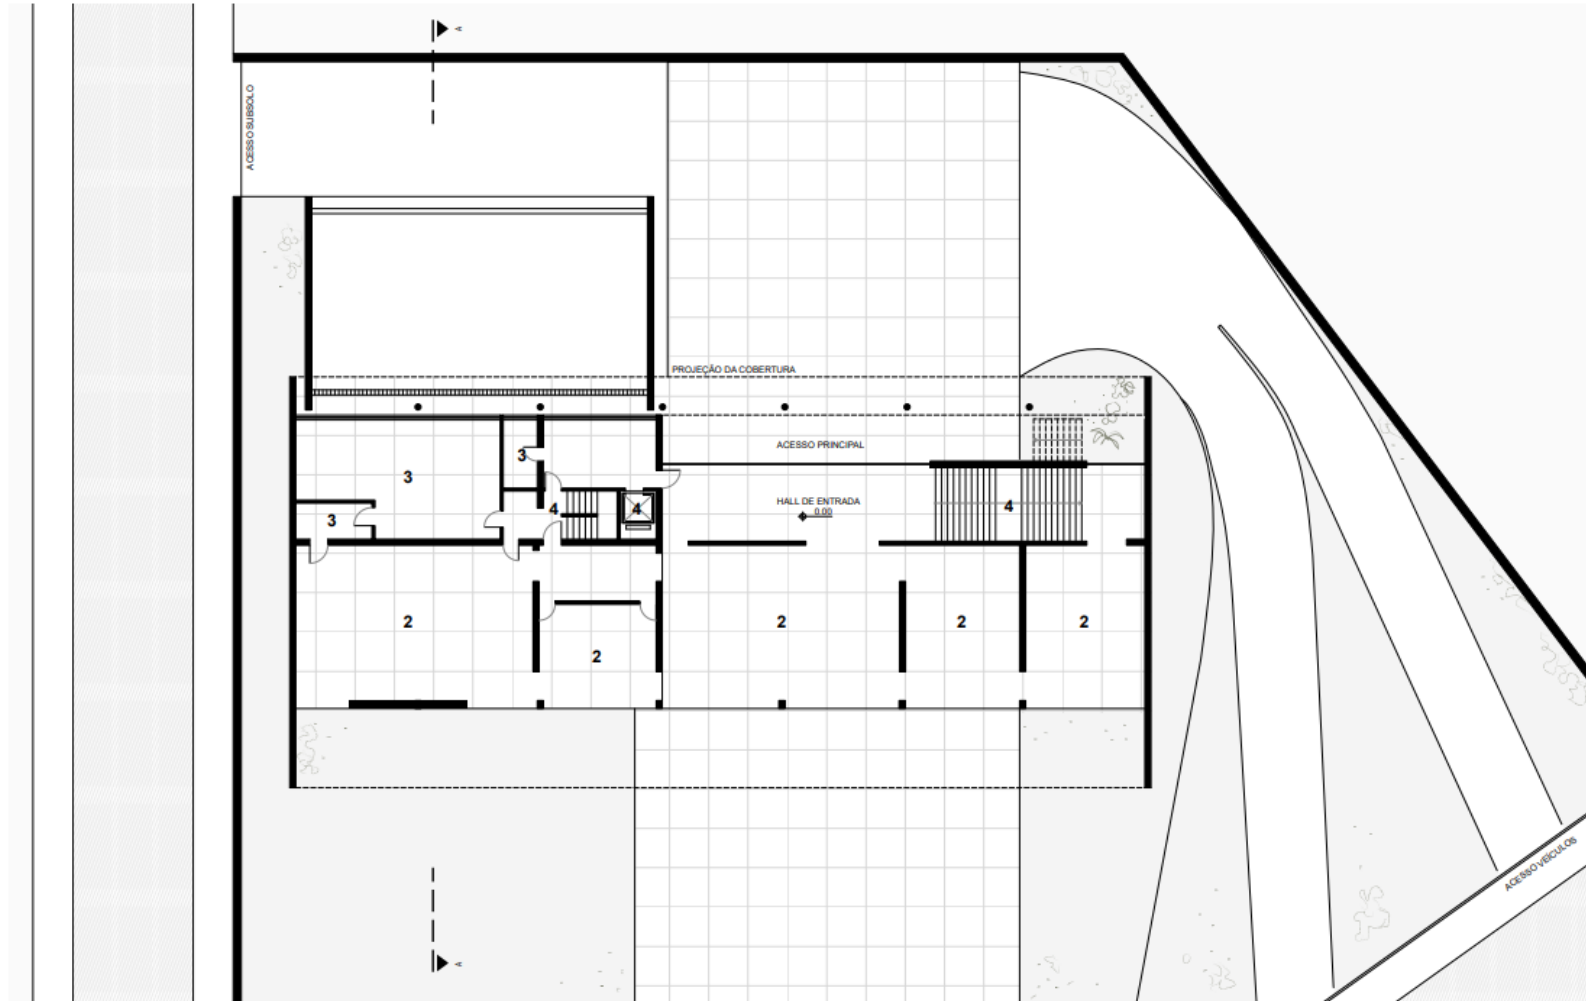 A
ACESSO SUBSOLO
PROJEÇÃO DA COBERTURA
ACESSO PRINCIPAL
3
3
HALL DE ENTRADA
0.00
4
4
4
3
2
2
2
2
2
ACESSO VEÍCULOS
A